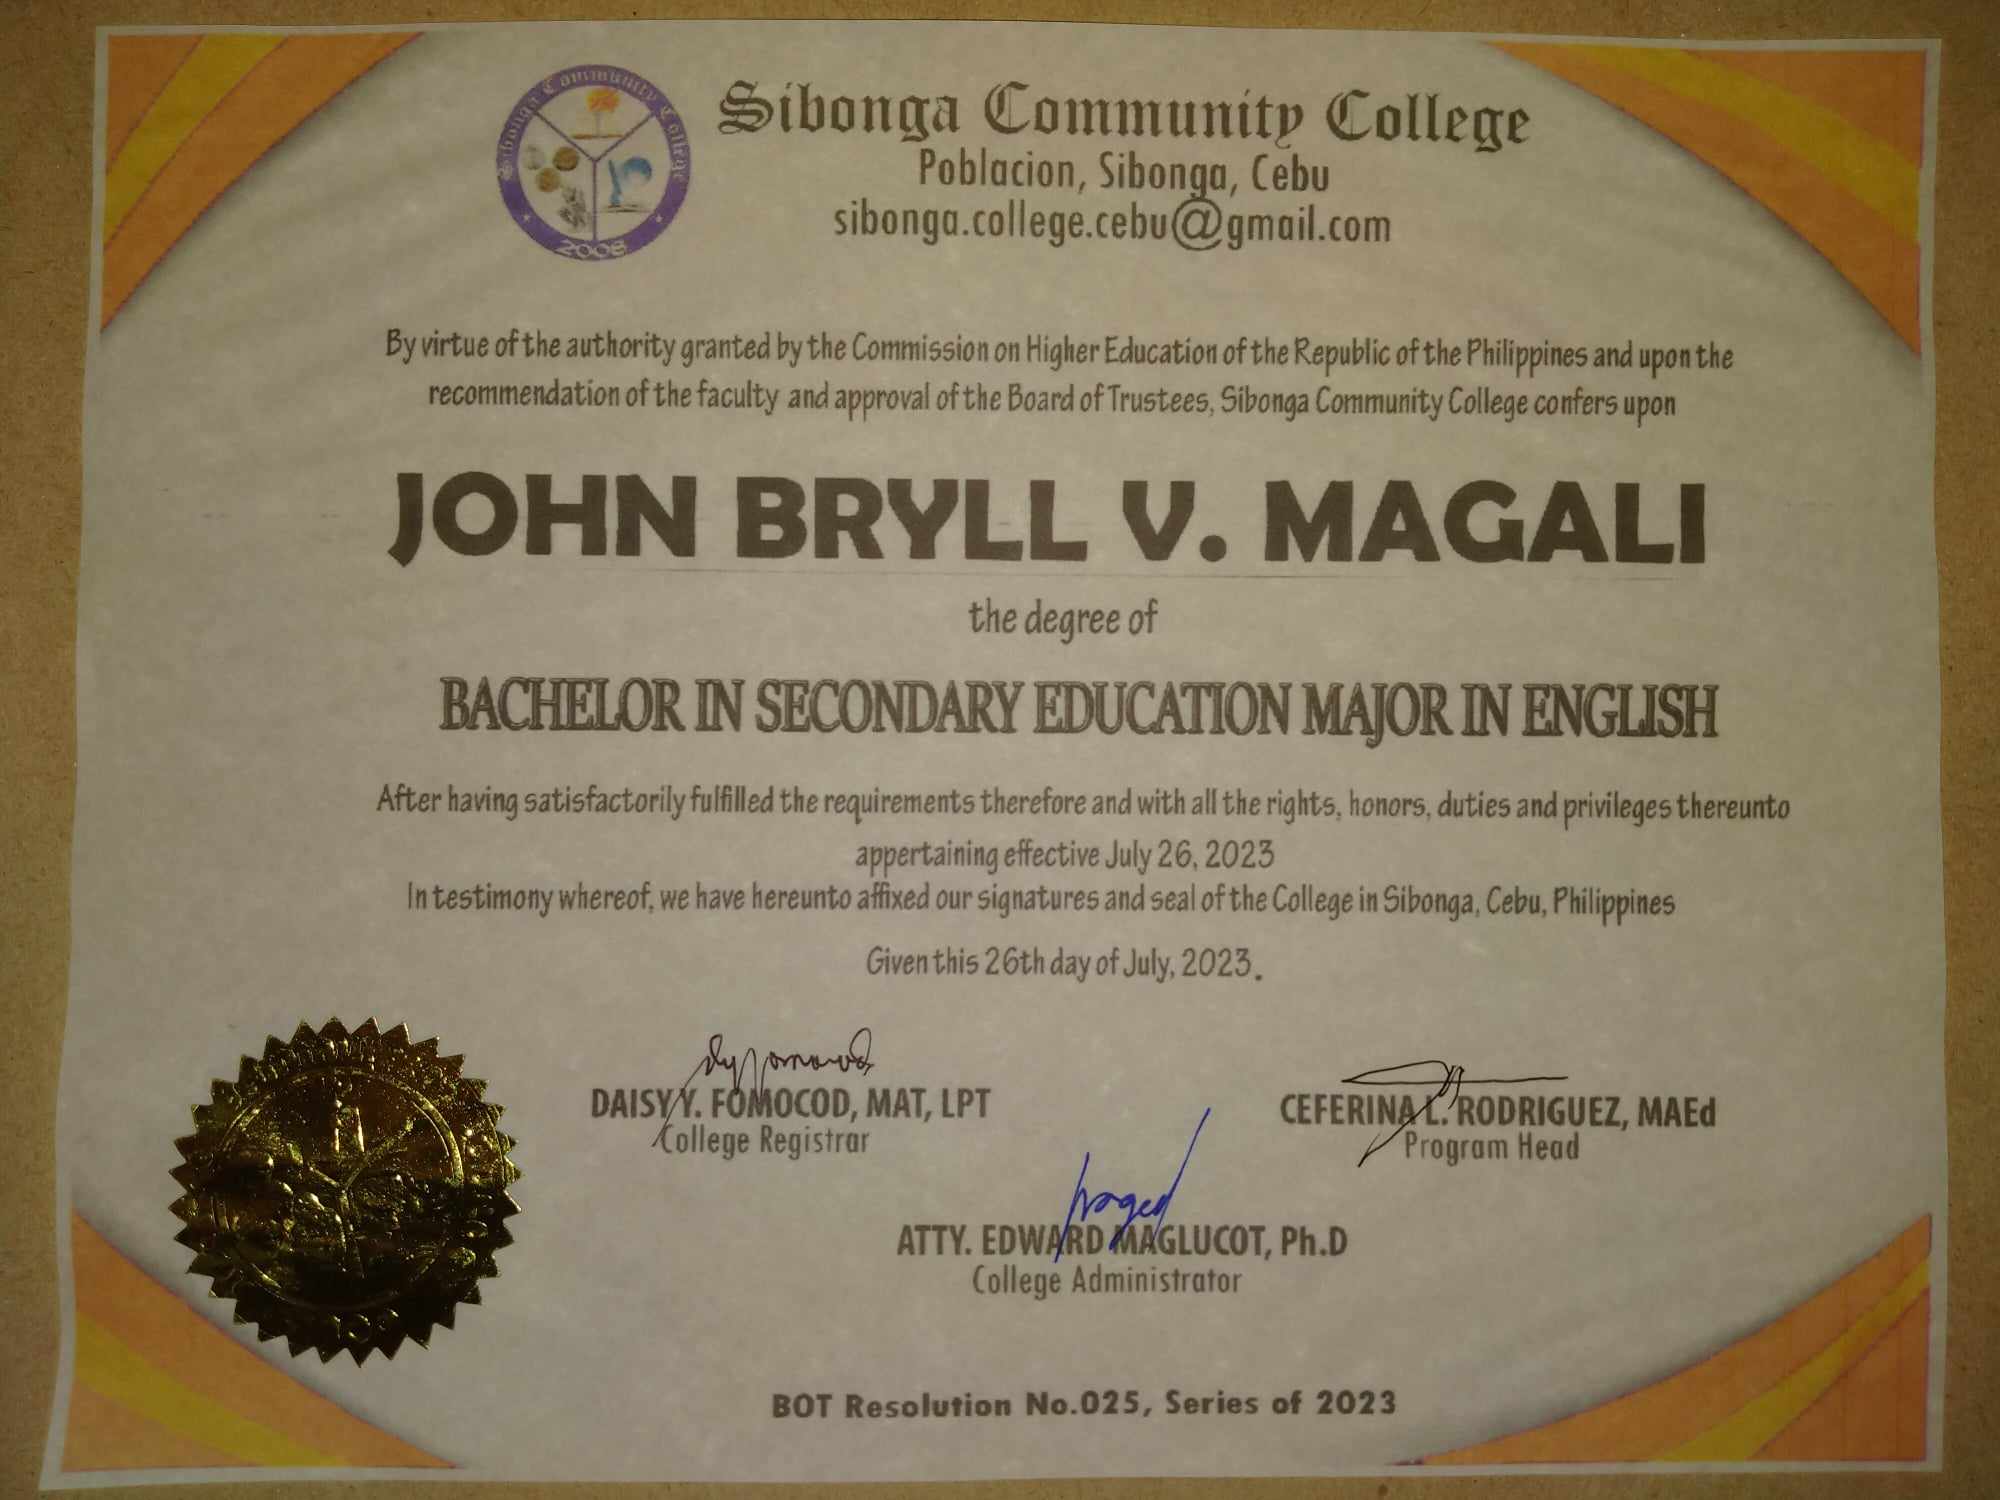 Sibonga Community College
Sibonga Community College
2008
Poblacion, Sibonga, Cebu
sibonga.college.cebu@gmail.com
By virtue of the authority granted by the Commission on Higher Education of the Republic of the Philippines and upon the
recommendation of the faculty and approval of the Board of Trustees, Sibonga Community College confers upon
JOHN BRYLL V. MAGALI
the degree of
BACHELOR IN SECONDARY EDUCATION MAJOR IN ENGLISH
After having satisfactorily fulfilled the requirements therefore and with all the rights, honors, duties and privileges thereunto
appertaining effective July 26, 2023
In testimony whereof, we have hereunto affixed our signatures and seal of the College in Sibonga, Cebu, Philippines
Given this 26th day of July, 2023.
DAISY Y. FOMOCOD, MAT, LPT
College Registrar
CEFERINA L. RODRIGUEZ, MAEd
Program Head
ATTY. EDWARD MAGLUCOT, Ph.D
College Administrator
BOT Resolution No.025, Series of 2023